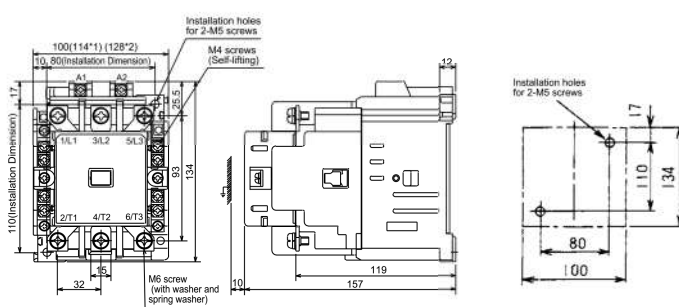 Installation holes
for 2-M5 screws
100(114*1) (128*2)
10
80(Installation Dimension)
M4 screws
(Self-lifting)
A1
A2
17
25.5
110(Installation Dimension)
1/L1
3/L2
5/L3
93
134
2/T1
4/T2
6/T3
15
32
M6 screw
(with washer and
spring washer)
12
119
10
157
Installation holes
for 2-M5 screws
17
110
134
80
100